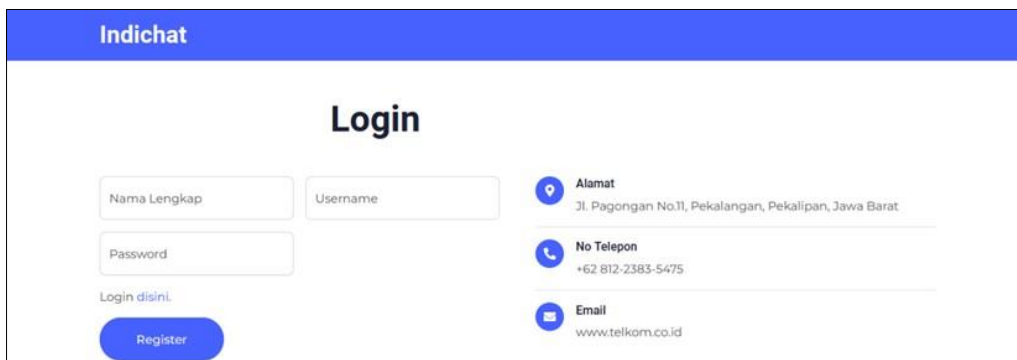 Indichat
Login
Nama Lengkap
Username
Password
Login disini.
Register
Alamat
Jl. Pagongan No.11, Pekalangan, Pekalipan, Jawa Barat
No Telepon
+62 812-2383-5475
Email
www.telkom.co.id